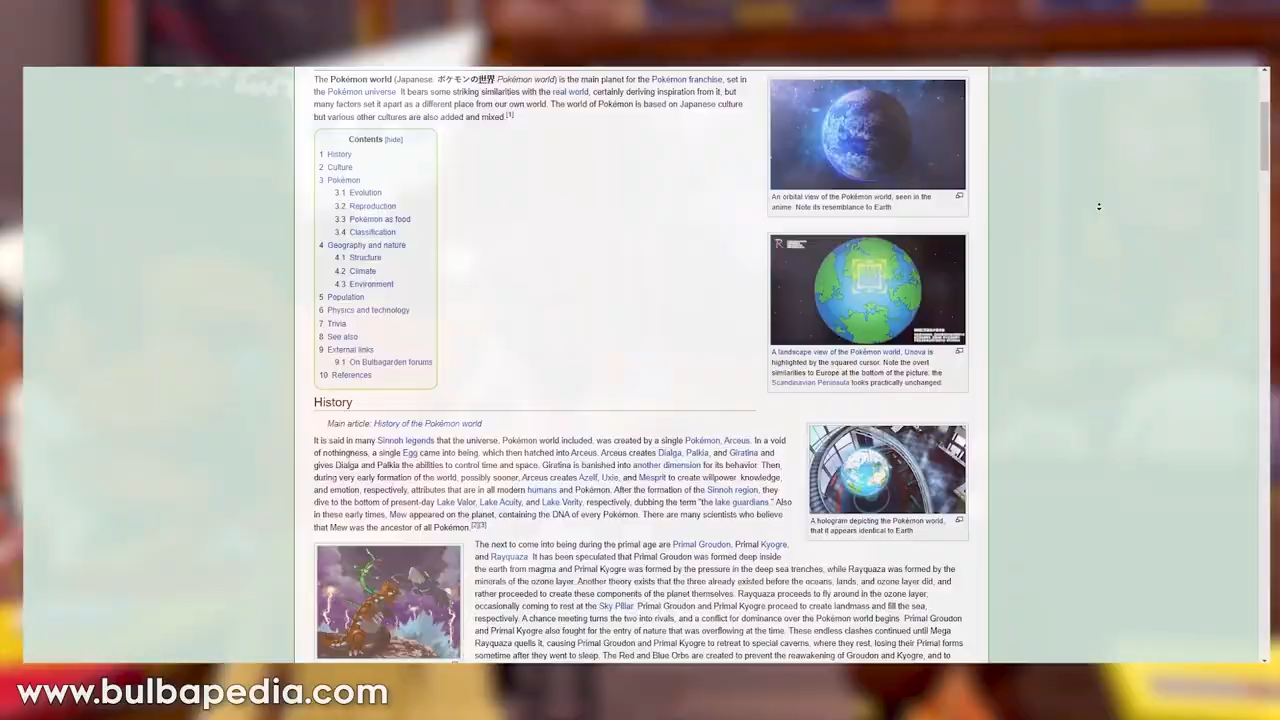 The Pokémon world (Japanese: ポケモンの世界 Pokémon world) is the main planet for the Pokémon franchise, set in
the Pokémon universe. It bears some striking similarities with the real world, certainly deriving inspiration from it, but
many factors set it apart as a different place from our own world. The world of Pokémon is based on Japanese culture
but various other cultures are also added and mixed.[1]
Contents [hide]
1 History
2 Culture
3 Pokémon
3.1 Evolution
3.2 Reproduction
3.3 Pokémon as food
3.4 Classification
4 Geography and nature
4.1 Structure
4.2 Climate
4.3 Environment
5 Population
6 Physics and technology
7 Trivia
8 See also
9 External links
9.1 On Bulbagarden forums
10 References
An orbital view of the Pokémon world, seen in the
anime. Note its resemblance to Earth
R
A landscape view of the Pokémon world, Unova is
highlighted by the squared cursor. Note the overt
similarities to Europe at the bottom of the picture; the
Scandinavian Peninsula looks practically unchanged.
History
Main article: History of the Pokémon world
It is said in many Sinnoh legends that the universe, Pokémon world included, was created by a single Pokémon, Arceus. In a void
of nothingness, a single Egg came into being, which then hatched into Arceus. Arceus creates Dialga, Palkia, and Giratina and
gives Dialga and Palkia the abilities to control time and space. Giratina is banished into another dimension for its behavior. Then,
during very early formation of the world, possibly sooner, Arceus creates Azelf, Uxie, and Mesprit to create willpower, knowledge,
and emotion, respectively, attributes that are in all modern humans and Pokémon. After the formation of the Sinnoh region, they
dive to the bottom of present day Lake Valor, Lake Acuity, and Lake Verity, respectively, dubbing the term "the lake guardians." Also
in these early times, Mew appeared on the planet, containing the DNA of every Pokémon. There are many scientists who believe
that Mew was the ancestor of all Pokémon.[2][3]
A hologram depicting the Pokémon world,
that it appears identical to Earth
The next to come into being during the primal age are Primal Groudon, Primal Kyogre,
and Rayquaza. It has been speculated that Primal Groudon was formed deep inside
the earth from magma and Primal Kyogre was formed by the pressure in the deep sea trenches, while Rayquaza was formed by the
minerals of the ozone layer. Another theory exists that the three already existed before the oceans, lands, and ozone layer did, and
rather proceeded to create these components of the planet themselves. Rayquaza proceeds to fly around in the ozone layer,
occasionally coming to rest at the Sky Pillar. Primal Groudon and Primal Kyogre proceed to create landmass and fill the sea,
respectively. A chance meeting turns the two into rivals, and a conflict for dominance over the Pokémon world begins. Primal Groudon
and Primal Kyogre also fought for the entry of nature that was overflowing at the time. These endless clashes continued until Mega
Rayquaza quells it, causing Primal Groudon and Primal Kyogre to retreat to special caverns, where they rest, losing their Primal forms
sometime after they went to sleep. The Red and Blue Orbs are created to prevent the reawakening of Groudon and Kyogre, and to
www.bulbapedia.com